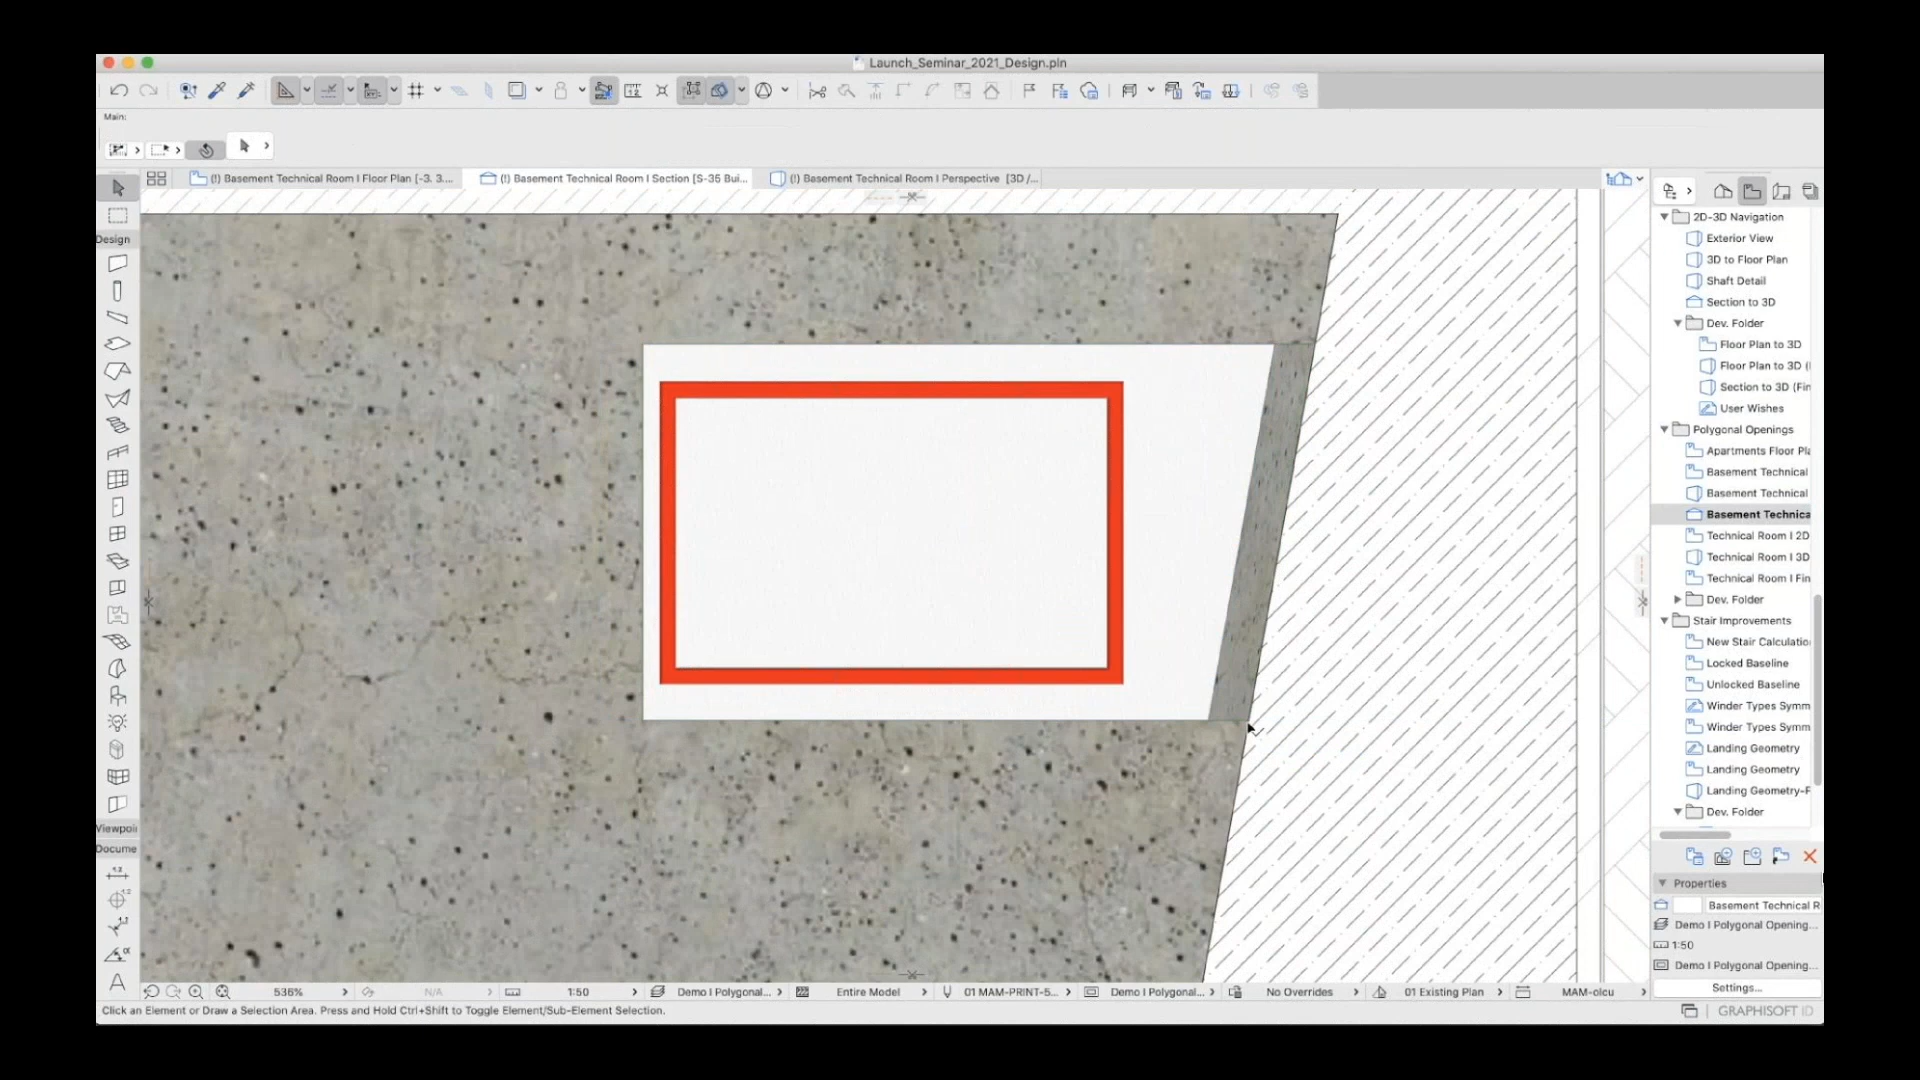 Launch_Seminar_2021_Design.pln
Main:
(!) Basement Technical Room I Floor Plan [-3. 3....
(!) Basement Technical Room I Section [S-35 Bui...
(!) Basement Technical Room I Perspective [3D /...
Design
Viewpoi
Docume
2D-3D Navigation
Exterior View
3D to Floor Plan
Shaft Detail
Section to 3D
Dev. Folder
Floor Plan to 3D
Floor Plan to 3D (
Section to 3D (Fin
User Wishes
Polygonal Openings
Apartments Floor Pla
Basement Technical
Basement Technical
Basement Technica
Technical Room I 2D
Technical Room I 3D
Technical Room I Fin
Dev. Folder
Stair Improvements
New Stair Calculatio
Locked Baseline
Unlocked Baseline
Winder Types Symm
Winder Types Symm
Landing Geometry
Landing Geometry
Landing Geometry-F
Dev. Folder
Properties
Basement Technical R
Demo I Polygonal Opening...
1:50
Demo I Polygonal Opening...
Settings...
536%
N/A
1:50
Demo I Polygonal...
Entire Model
01 MAM-PRINT-5...
Demo I Polygonal...
No Overrides
01 Existing Plan
MAM-olcu
Click an Element or Draw a Selection Area. Press and Hold Ctrl+Shift to Toggle Element/Sub-Element Selection.
GRAPHISOFT ID